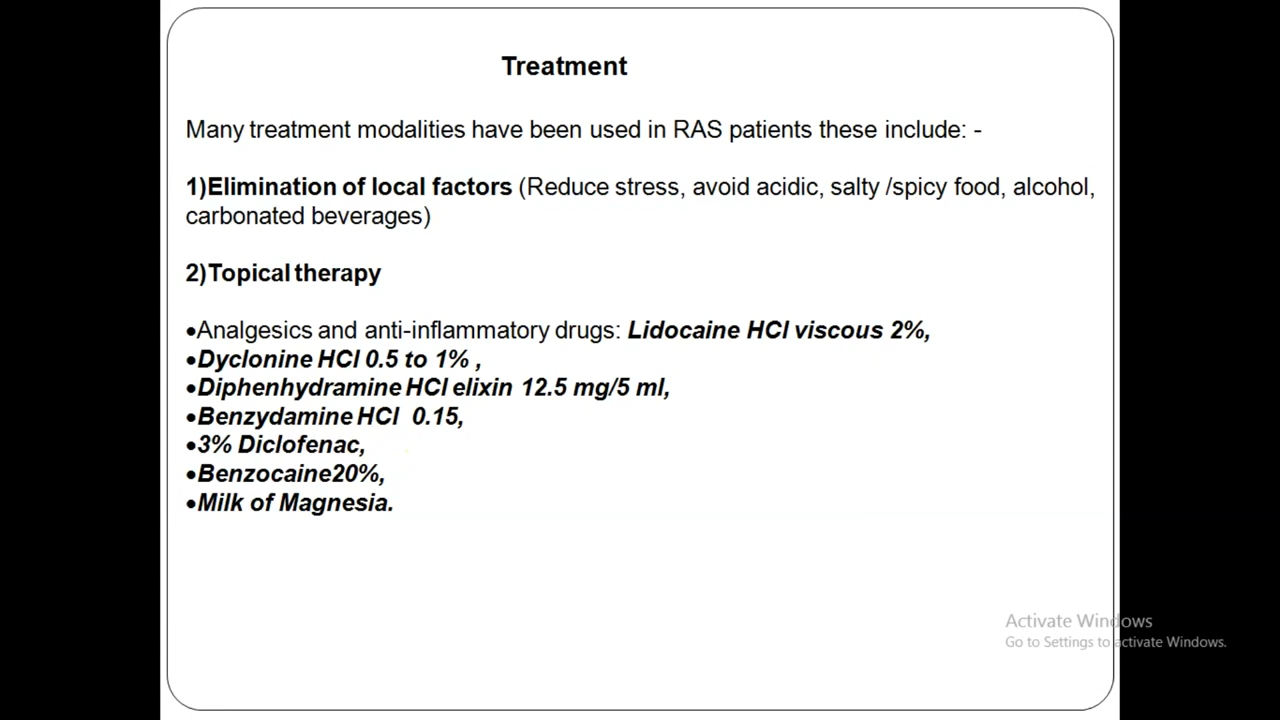 Treatment
Many treatment modalities have been used in RAS patients these include: -
1)Elimination of local factors (Reduce stress, avoid acidic, salty /spicy food, alcohol,
carbonated beverages)
2)Topical therapy
•Analgesics and anti-inflammatory drugs: Lidocaine HCl viscous 2%,
•Dyclonine HCl 0.5 to 1% ,
•Diphenhydramine HCl elixin 12.5 mg/5 ml,
•Benzydamine HCl 0.15,
•3% Diclofenac,
•Benzocaine20%,
•Milk of Magnesia.
Activate Windows
Go to Settings to activate Windows.